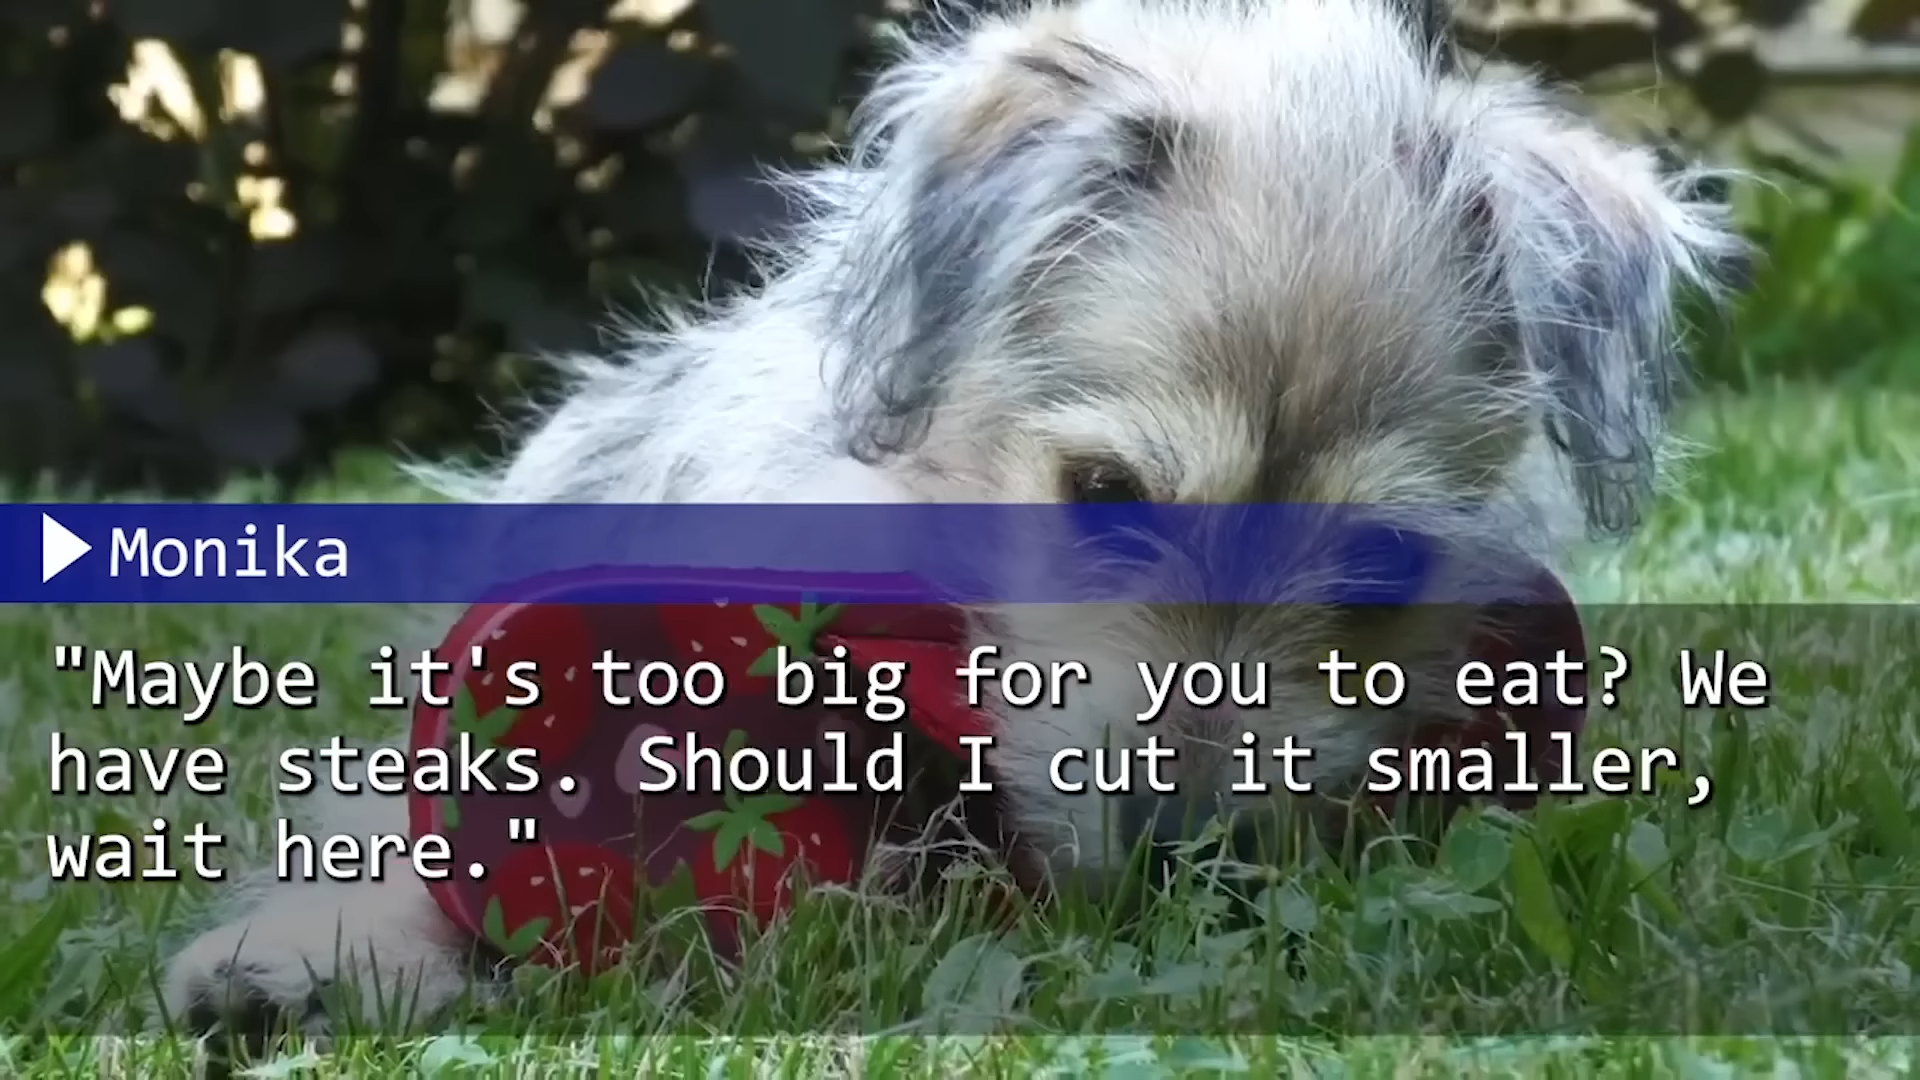 Monika
"Maybe it's too big for you to eat? We
have steaks. Should I cut it smaller,
wait here."